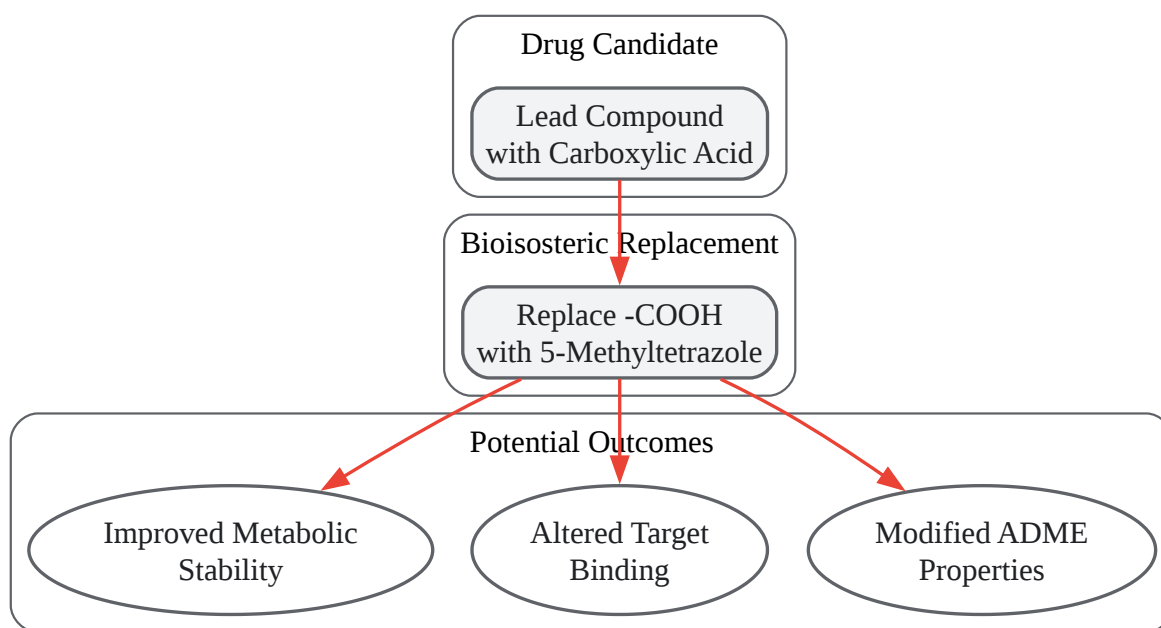 Drug Candidate
Lead Compound
with Carboxylic Acid
Bioisosteric Replacement
Replace -COOH
with 5-Methyltetrazole
Potential Outcomes
Improved Metabolic
Stability
Altered Target
Binding
Modified ADME
Properties